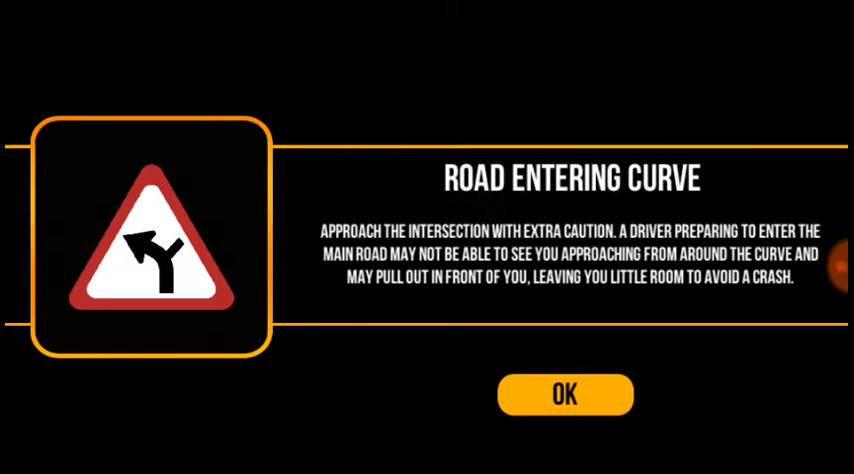 ROAD ENTERING CURVE
APPROACH THE INTERSECTION WITH EXTRA CAUTION. A DRIVER PREPARING TO ENTER THE
MAIN ROAD MAY NOT BE ABLE TO SEE YOU APPROACHING FROM AROUND THE CURVE AND
MAY PULL OUT IN FRONT OF YOU, LEAVING YOU LITTLE ROOM TO AVOID A CRASH.
OK